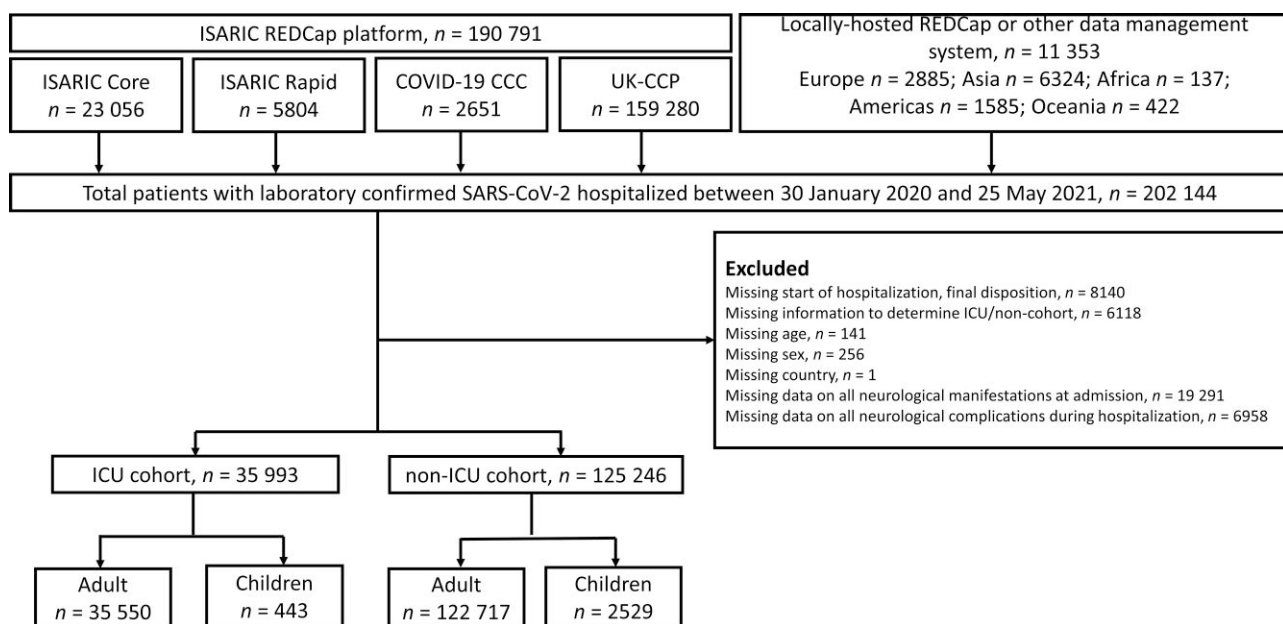 ISARIC REDCap platform, n = 190 791
ISARIC Core
n = 23 056
ISARIC Rapid
n = 5804
COVID-19 CCC
n = 2651
UK-CCP
n = 159 280
Locally-hosted REDCap or other data management
system, n = 11 353
Europe n = 2885; Asia n = 6324; Africa n = 137;
Americas n = 1585; Oceania n = 422
Total patients with laboratory confirmed SARS-CoV-2 hospitalized between 30 January 2020 and 25 May 2021, n = 202 144
Excluded
Missing start of hospitalization, final disposition, n = 8140
Missing information to determine ICU/non-cohort, n = 6118
Missing age, n = 141
Missing sex, n = 256
Missing country, n = 1
Missing data on all neurological manifestations at admission, n = 19 291
Missing data on all neurological complications during hospitalization, n = 6958
ICU cohort, n = 35 993
non-ICU cohort, n = 125 246
Adult
n = 35 550
Children
n = 443
Adult
n = 122 717
Children
n = 2529